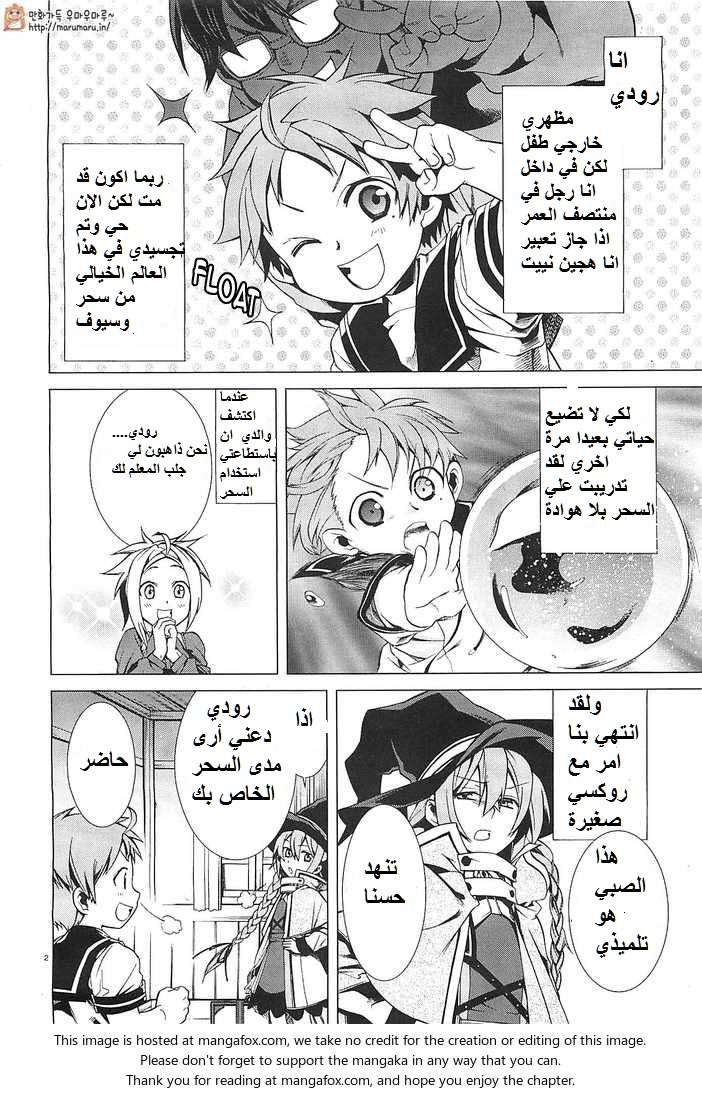 만화가득 우마우마루~
http://marumaru.in/
انا
رودي
مظهري
خارجي طفل
لكن في داخل
انا رجل في
منتصف العمر
اذا جاز تعبير
انا هجين نييت
ربما اكون قد
مت لكن الان
حي وتم
تجسيدي في هذا
العالم الخيالي
من سحر
وسيوف
FLOAT
لكي لا تضيع
حياتي بعيدا مرة
اخري لقد
تدريبت علي
السحر بلا هوادة
عندما
اكتشف
والدي ان
باستطاعتي
استخدام
السحر
رودي....
نحن ذاهبون لي
جلب المعلم لك
ولقد
انتهي بنا
امر مع
روكسي
صغيرة
هذا
الصبي
هو
تلميذي
تنهد
حسنا
اذا
رودي
دعني أرى
مدى السحر
الخاص بك
حاضر
2
This image is hosted at mangafox.com, we take no credit for the creation or editing of this image.
Please don't forget to support the mangaka in any way that you can.
Thank you for reading at mangafox.com, and hope you enjoy the chapter.